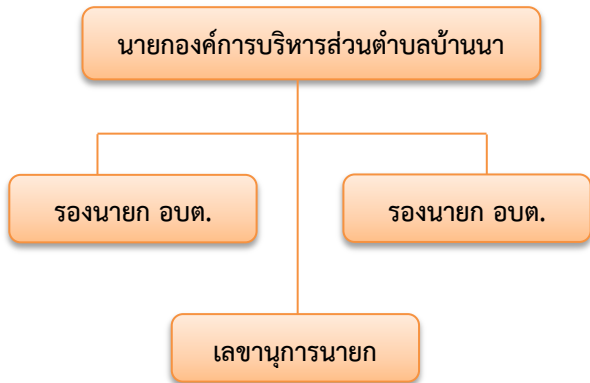 นายกองค์การบริหารส่วนตำบลบ้านนา
รองนายก อบต.
รองนายก อบต.
เลขานุการนายก